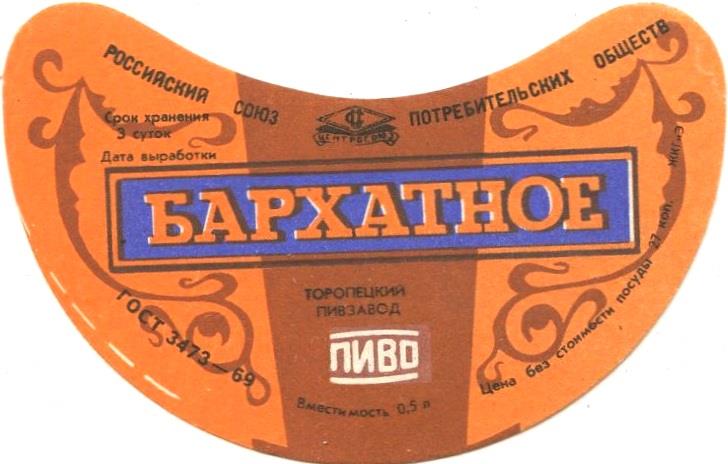 РОССИЙСКИЙ СОЮЗ ПОТРЕБИТЕЛЬСКИХ ОБЩЕСТВ
ЦЕНТРОСОЮЗ
Срок хранения
3 суток
Дата выработки
БАРХАТНОЕ
ТОРОПЕЦКИЙ
ПИВЗАВОД
ПИВО
Вместимость 0,5 л
ГОСТ 3473—69
Цена без стоимости посуды 27 коп.